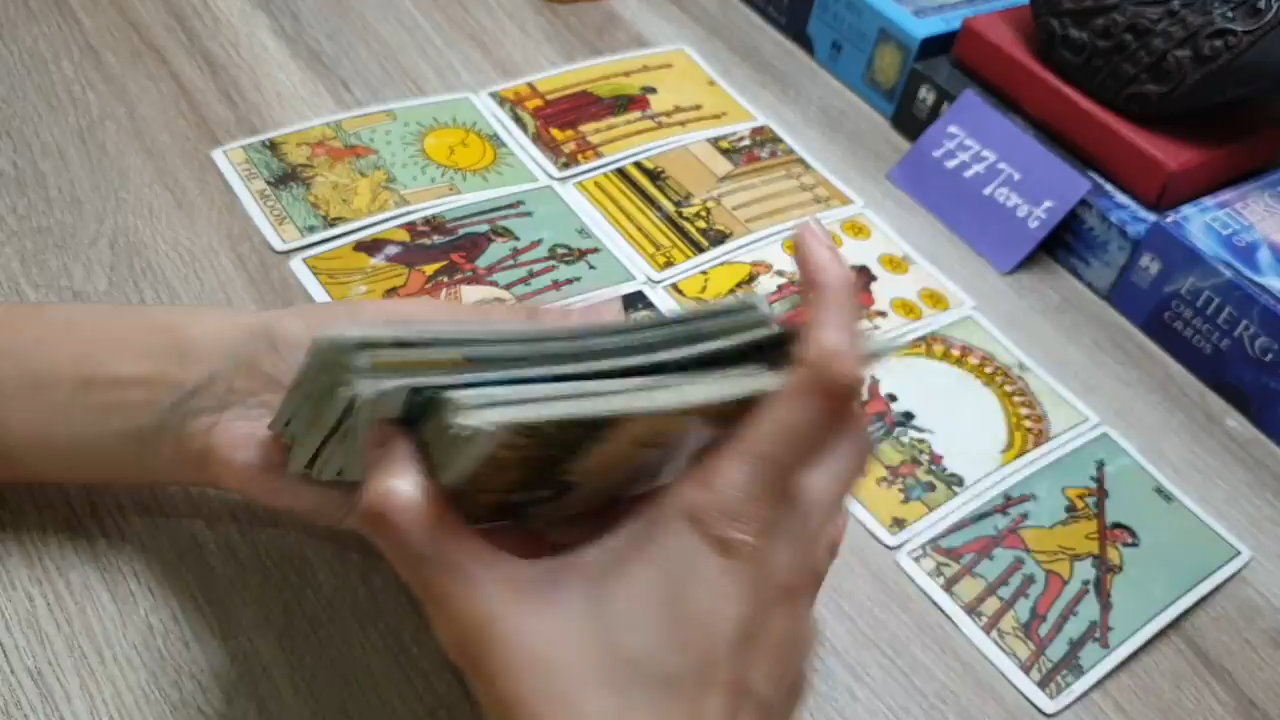 THE MOON.
777 Tarot
ENERG
ORACLE
CARDS